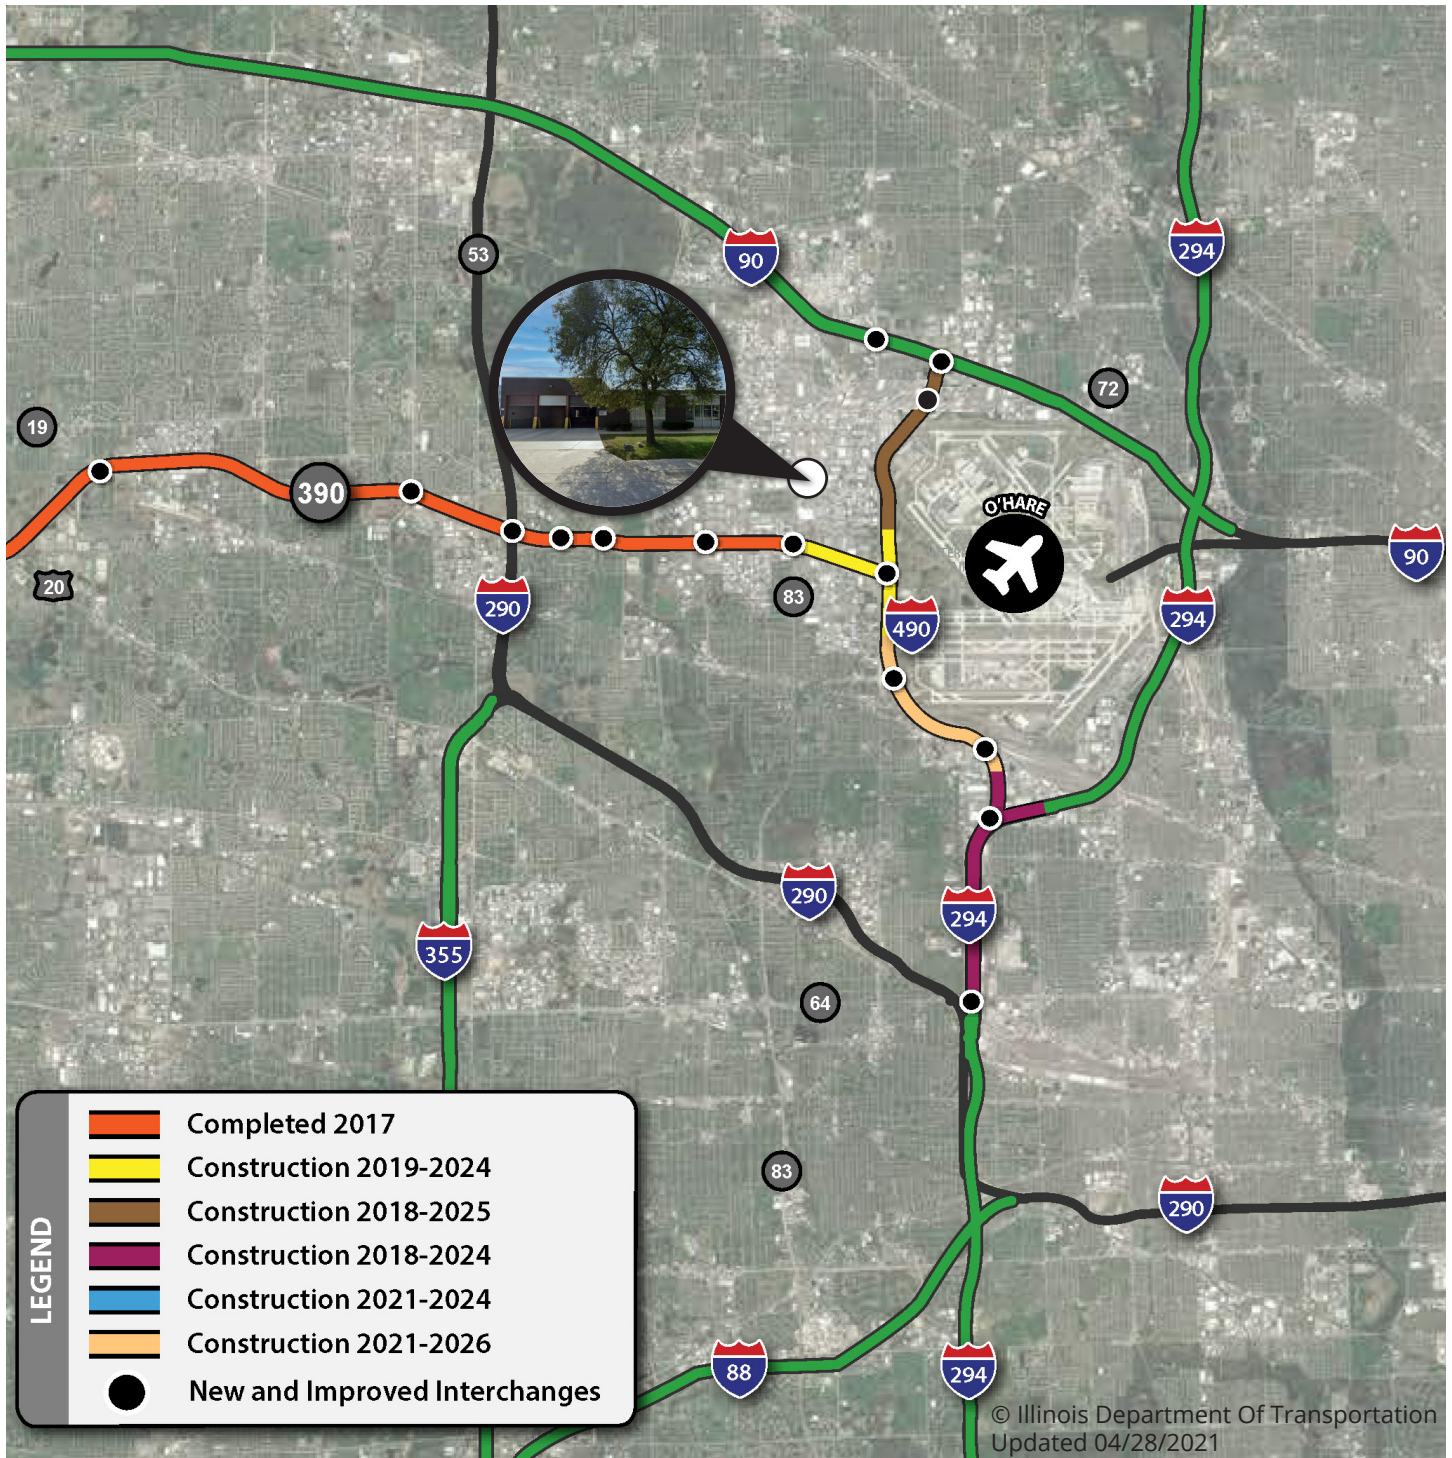 53
90
294
72
19
390
O'HARE
90
20
290
83
490
294
290
294
355
64
83
290
88
294
LEGEND
Completed 2017
Construction 2019-2024
Construction 2018-2025
Construction 2018-2024
Construction 2021-2024
Construction 2021-2026
New and Improved Interchanges
© Illinois Department Of Transportation
Updated 04/28/2021